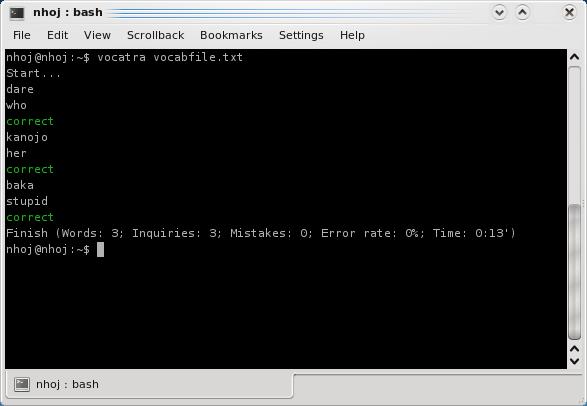 nhoj : bash
File Edit View Scrollback Bookmarks Settings Help
nhoj@nhoj:~$ vocatra vocabfile.txt
Start...
dare
who
correct
kanojo
her
correct
baka
stupid
correct
Finish (Words: 3; Inquiries: 3; Mistakes: 0; Error rate: 0%; Time: 0:13')
nhoj@nhoj:~$
nhoj : bash